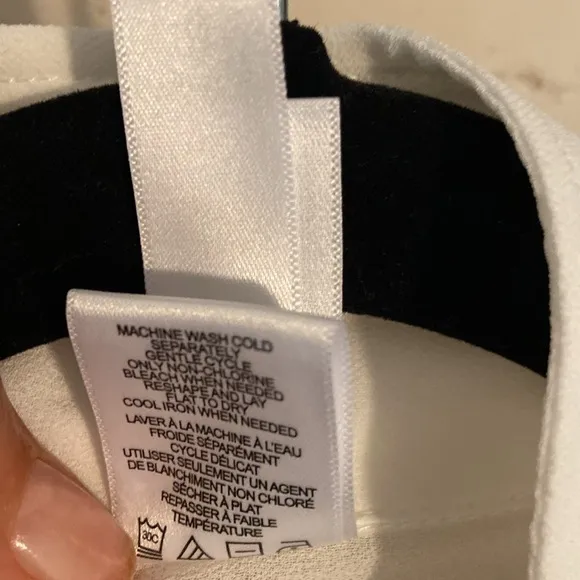 MACHINE WASH COLD
SEPARATELY
GENTLE CYCLE
ONLY NON-CHLORINE
BLEACH WHEN NEEDED
RESHAPE AND LAY
FLAT TO DRY
COOL IRON WHEN NEEDED
LAVER À LA MACHINE À L'EAU
FROIDE SÉPARÉMENT
CYCLE DÉLICAT
UTILISER SEULEMENT UN AGENT
DE BLANCHIMENT NON CHLORÉ
SÉCHER À PLAT
REPASSER À FAIBLE
TEMPÉRATURE